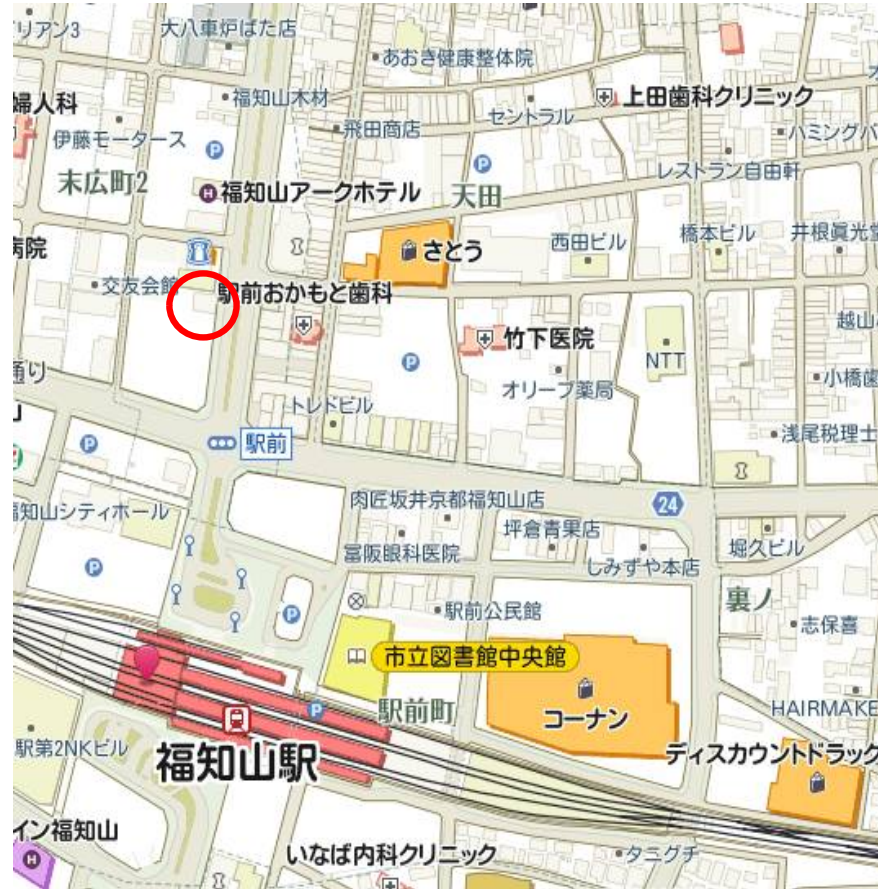 リアン3
大八車炉ばた店
あおき健康整体院
婦人科
福知山木材
上田歯科クリニック
セントラル
飛田商店
伊藤モータース
P
P
ハミングバ
レストラン自由軒
末広町2
H
福知山アークホテル
天田
病院
さとう
西田ビル
橋本ビル
井根眞光堂
交友会館
駅前おかもと歯科
越山
竹下医院
NTT
通り
P
オリーブ薬局
小橋歯
トレドビル
P
駅前
浅尾税理士
24
知山シティホール
肉匠坂井京都福知山店
坪倉青果店
冨阪眼科医院
しみずや本店
堀久ビル
P
裏ノ
P
駅前公民館
志保喜
市立図書館中央館
P
駅前町
コーナン
HAIRMAKE
駅第2NKビル
福知山駅
ディスカウントドラッグ
イン福知山
H
いなば内科クリニック
タニグチ